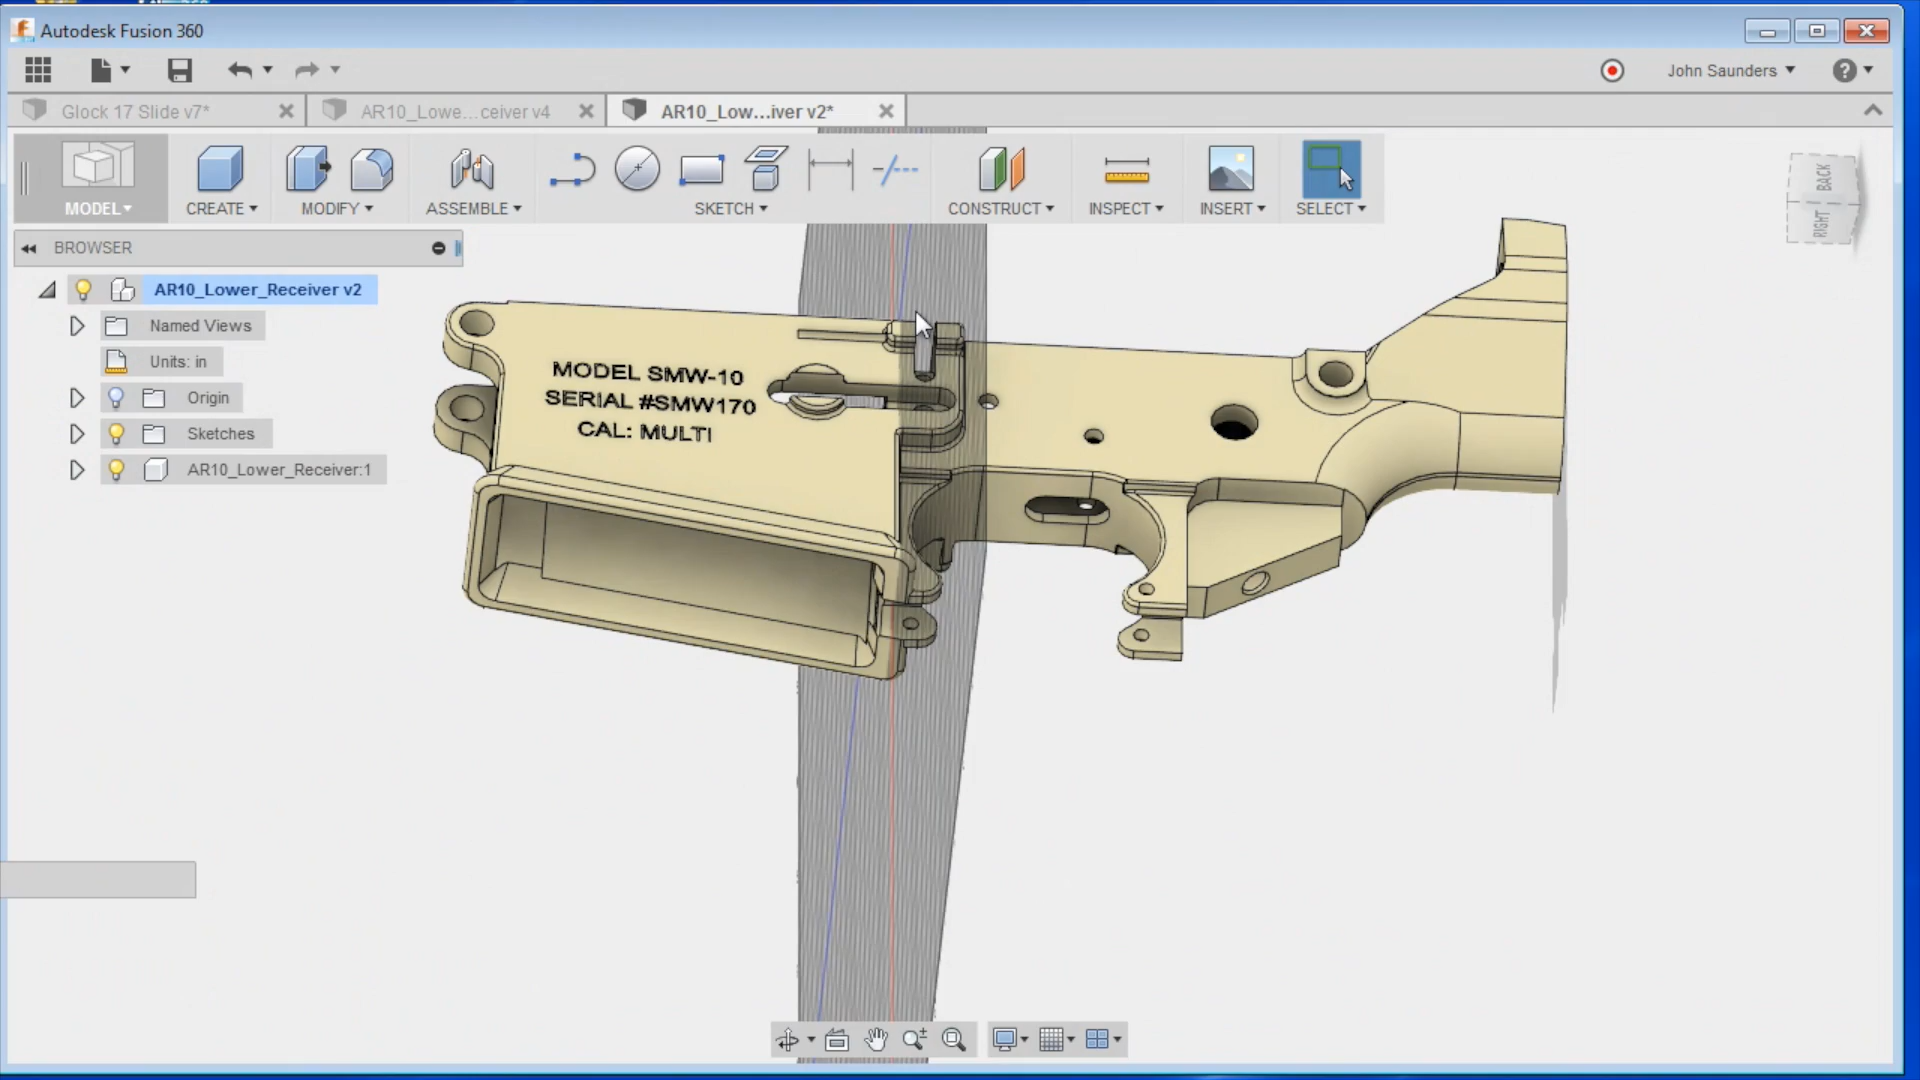 Autodesk Fusion 360
John Saunders
Glock 17 Slide v7*
AR10_Lowe...ceiver v4
AR10_Low...iver v2*
MODEL
CREATE
MODIFY
ASSEMBLE
SKETCH
CONSTRUCT
INSPECT
INSERT
SELECT
BACK
RIGHT
BROWSER
AR10_Lower_Receiver v2
Named Views
Units: in
Origin
Sketches
AR10_Lower_Receiver:1
MODEL SMW-10
SERIAL #SMW170
CAL: MULTI